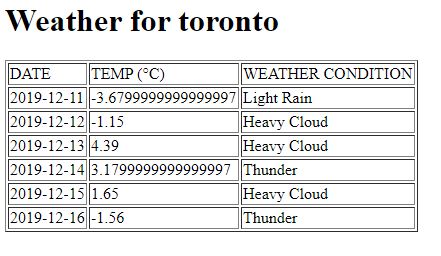 Weather for toronto
DATE TEMP (°C) WEATHER CONDITION
2019-12-11 -3.6799999999999997 Light Rain
2019-12-12 -1.15 Heavy Cloud
2019-12-13 4.39 Heavy Cloud
2019-12-14 3.1799999999999997 Thunder
2019-12-15 1.65 Heavy Cloud
2019-12-16 -1.56 Thunder